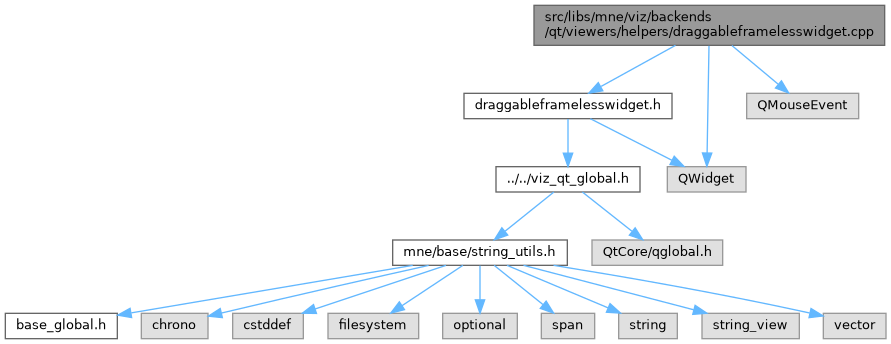 src/libs/mne/viz/backends
/qt/viewers/helpers/draggableframelesswidget.cpp
draggableframelesswidget.h
QMouseEvent
../../viz_qt_global.h
QWidget
mne/base/string_utils.h
QtCore/qglobal.h
base_global.h
chrono
cstddef
filesystem
optional
span
string
string_view
vector